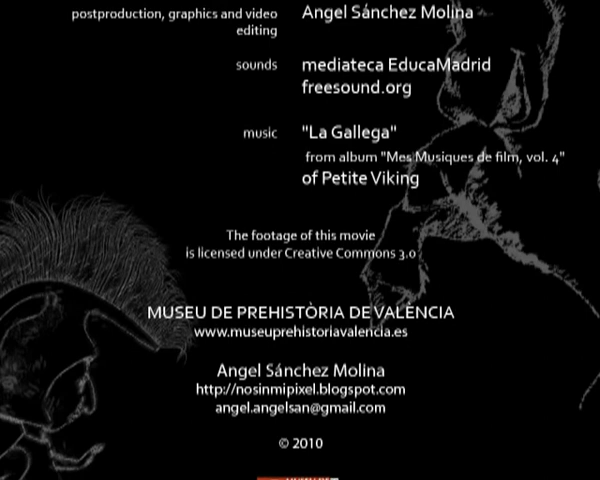 postproduction, graphics and video editing Angel Sánchez Molina
sounds mediateca EducaMadrid
freesound.org
music "La Gallega"
from album "Mes Musiques de film, vol. 4"
of Petite Viking
The footage of this movie
is licensed under Creative Commons 3.0
MUSEU DE PREHISTÒRIA DE VALÈNCIA
www.museuprehistoriavalencia.es
Angel Sánchez Molina
http://nosinmipixel.blogspot.com
angel.angelsan@gmail.com
© 2010